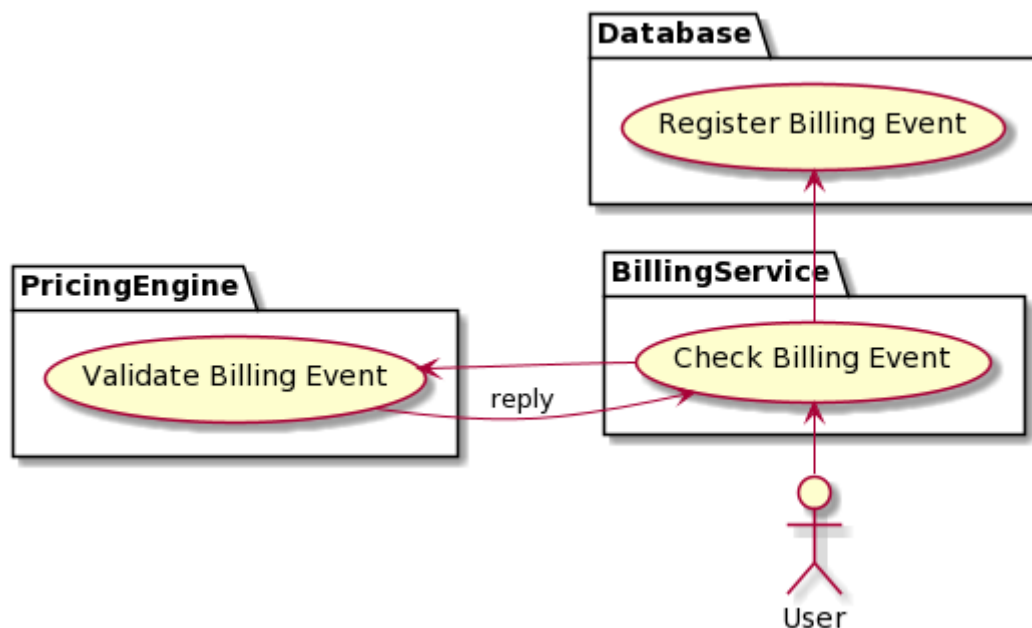 Database
Register Billing Event
PricingEngine
BillingService
Validate Billing Event
Check Billing Event
reply
User